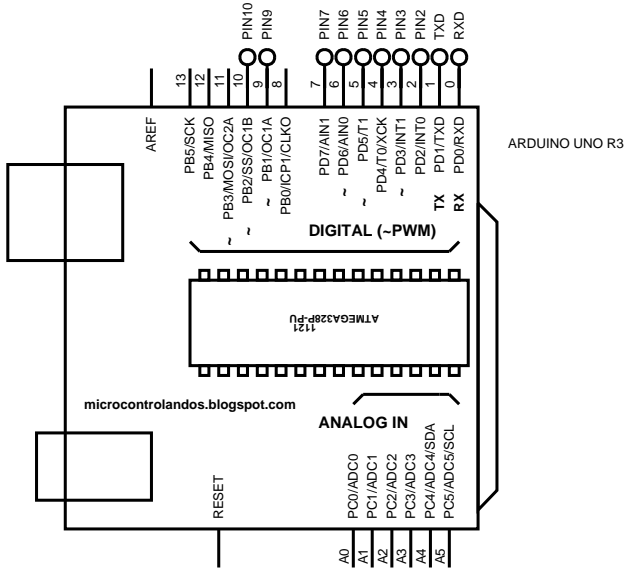 PIN10
PIN9
PIN7
PIN6
PIN5
PIN4
PIN3
PIN2
TXD
RXD
13
12
11
10
9
8
7
6
5
4
3
2
1
0
AREF
PB5/SCK
PB4/MISO
PB3/MOSI/OC2A
~
PB2/SS/OC1B
~
PB1/OC1A
~
PB0/ICP1/CLKO
PD7/AIN1
PD6/AIN0
~
PD5/T1
~
PD4/T0/XCK
PD3/INT1
~
PD2/INT0
PD1/TXD
PD0/RXD
TX
RX
ARDUINO UNO R3
DIGITAL (~PWM)
ATMEGA328P-PU
1121
microcontrolandos.blogspot.com
ANALOG IN
RESET
PC0/ADC0
PC1/ADC1
PC2/ADC2
PC3/ADC3
PC4/ADC4/SDA
PC5/ADC5/SCL
A0
A1
A2
A3
A4
A5